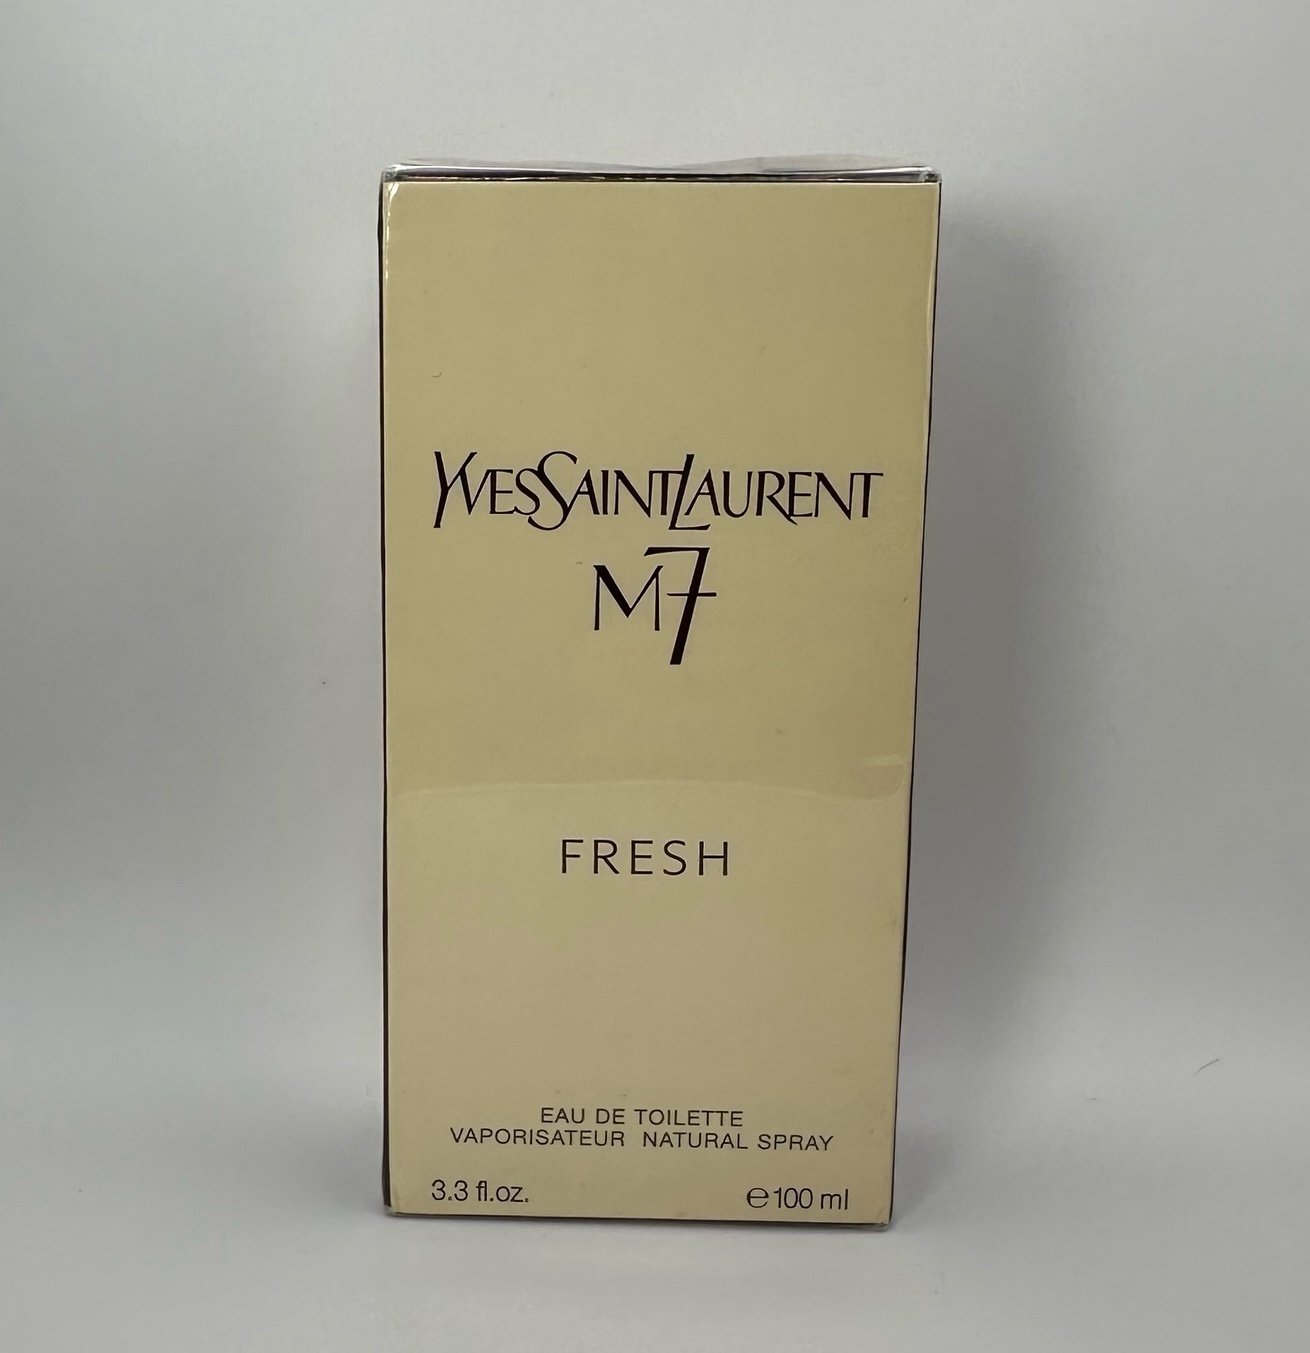 YVESSAINTLAURENT
M7
FRESH
EAU DE TOILETTE
VAPORISATEUR NATURAL SPRAY
3.3 fl.oz. ℮100 ml